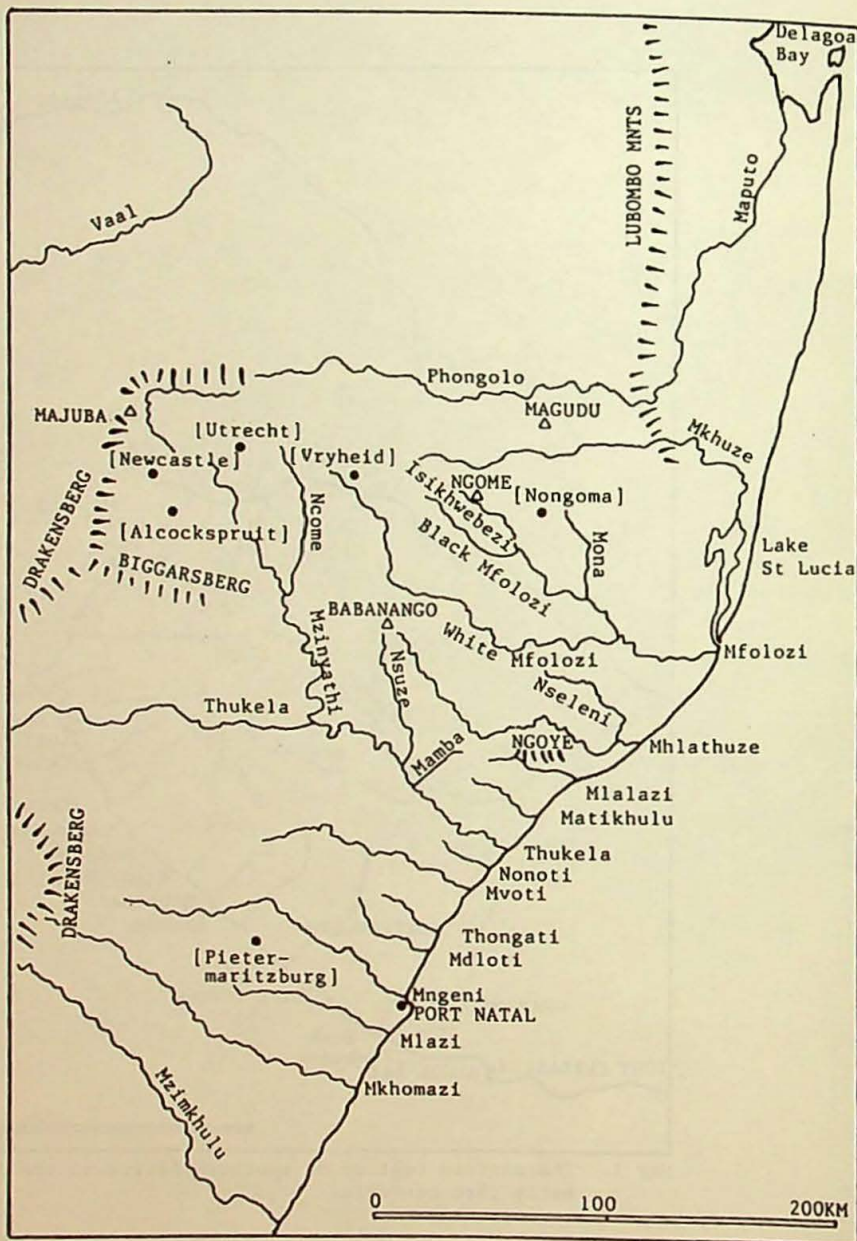 Delagoa
Bay
LUBOMBO MNTS
Maputo
Vaal
Phongolo
MAJUBA
MAGUDU
Mkhuze
[Utrecht]
[Newcastle]
[Vryheid]
NGOME
Isikhwebezi
[Nongoma]
Ncome
DRAKENSBERG
[Alcockspruit]
Black Mfolozi
Mona
Lake
St Lucia
BIGGARSBERG
BABANANGO
Mzinyathi
White Mfolozi
Mfolozi
Nsuze
Nseleni
Thukela
Mamba
NGOYE
Mhlathuze
Mlalazi
Matikhulu
DRAKENSBERG
Thukela
Nonoti
Mvoti
Thongati
Mdloti
[Pieter-
maritzburg]
Mngeni
PORT NATAL
Mlazi
Mkhomazi
Mzimkhulu
0 100 200KM